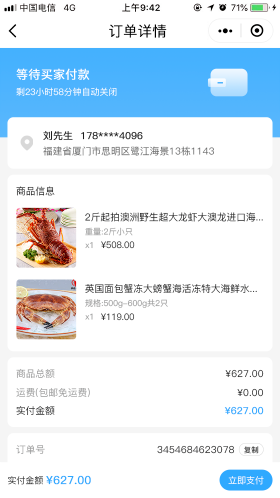 中国电信 4G 上午9:42 71%
订单详情
等待买家付款
剩23小时58分钟自动关闭
刘先生 178****4096
福建省厦门市思明区鹭江海景13栋1143
商品信息
2斤起拍澳洲野生超大龙虾大澳龙进口海...
重量:2斤小只
x1 ¥508.00
英国面包蟹冻大螃蟹海活冻特大海鲜水...
规格:500g~600g共2只
x1 ¥119.00
商品总额 ¥627.00
运费(包邮免运费) ¥0.00
实付金额 ¥627.00
订单号 3454684623078 复制
实付金额 ¥627.00 立即支付